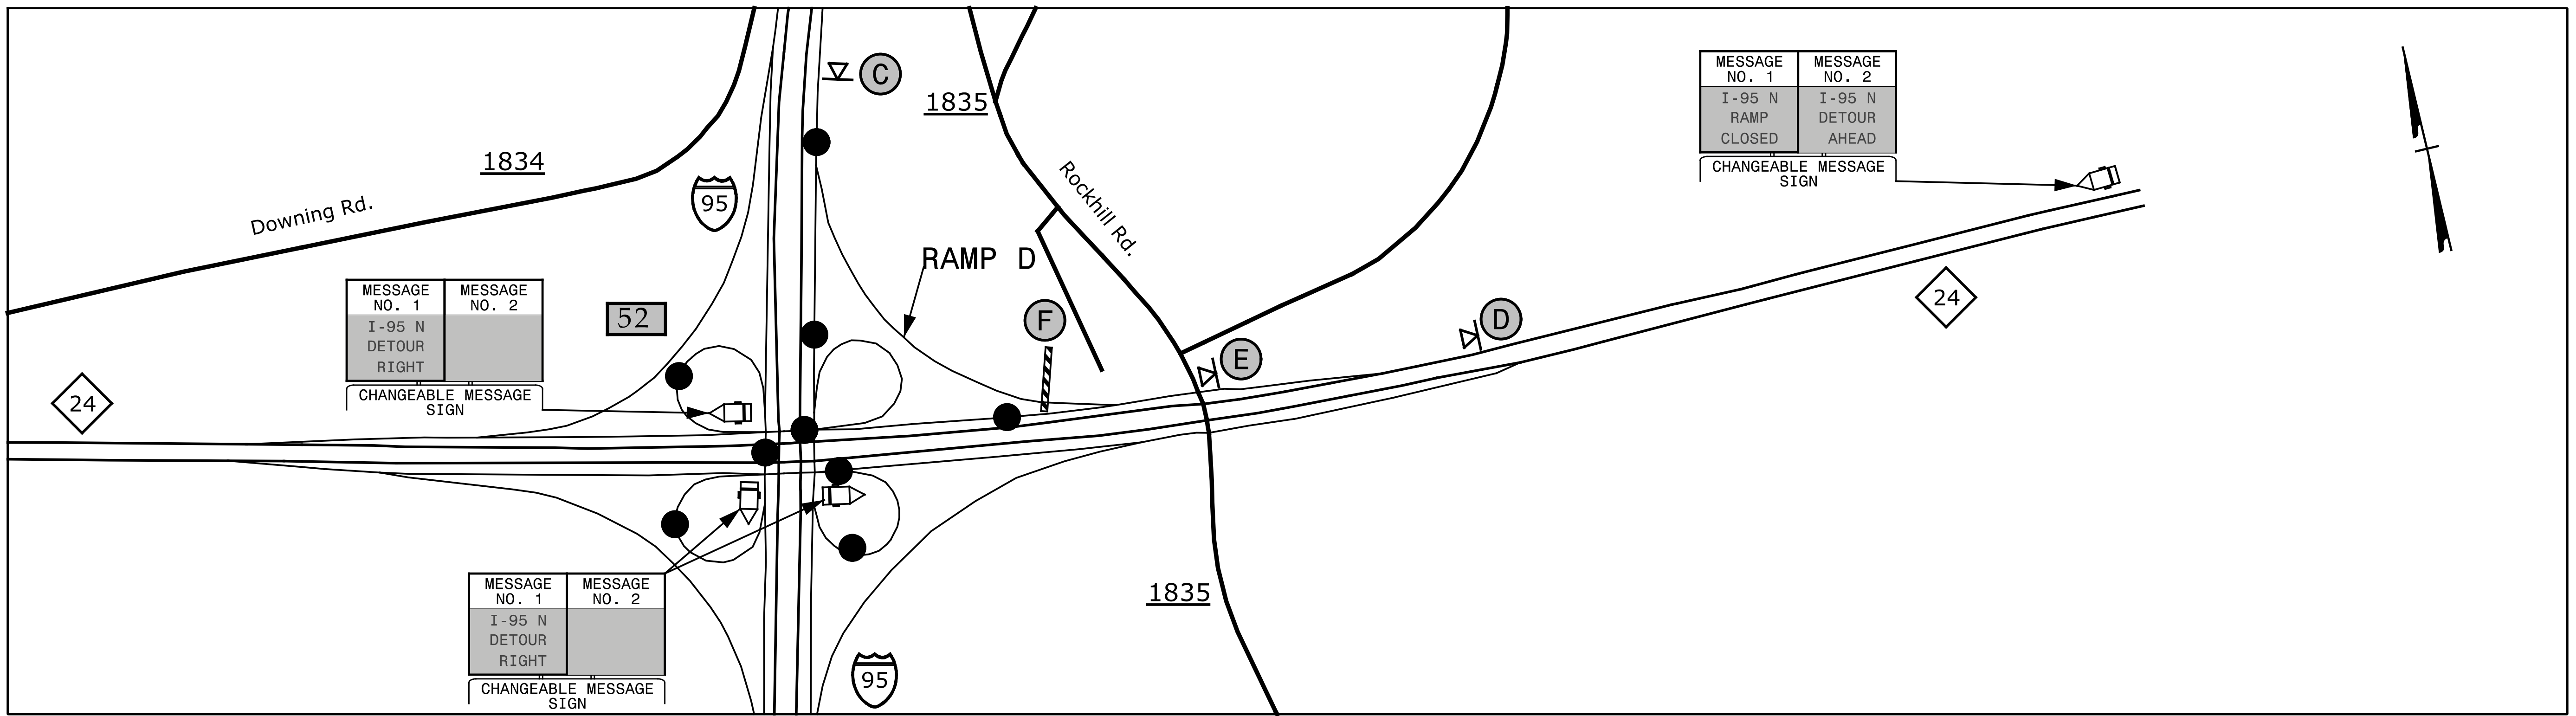 C
1835
1834
Downing Rd.
95
Rockhill Rd.
MESSAGE NO. 1
MESSAGE NO. 2
I-95 N
RAMP
CLOSED
I-95 N
DETOUR
AHEAD
CHANGEABLE MESSAGE
SIGN
RAMP D
MESSAGE NO. 1
MESSAGE NO. 2
I-95 N
DETOUR
RIGHT
CHANGEABLE MESSAGE
SIGN
52
F
D
24
E
24
MESSAGE NO. 1
MESSAGE NO. 2
I-95 N
DETOUR
RIGHT
CHANGEABLE MESSAGE
SIGN
1835
95